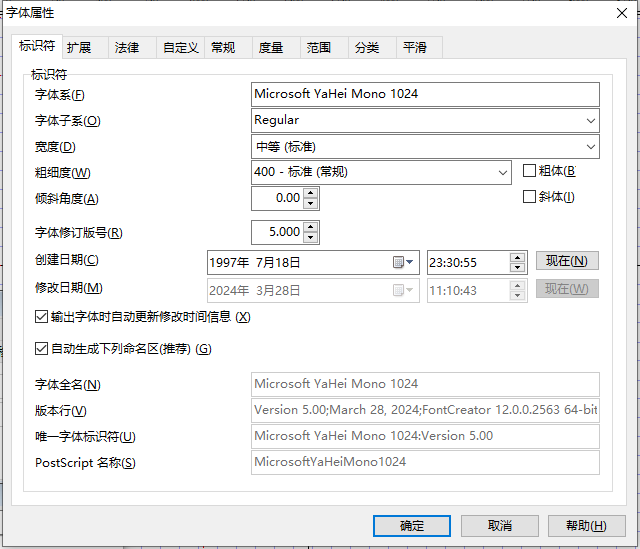 字体属性
标识符 扩展 法律 自定义 常规 度量 范围 分类 平滑
标识符
字体系(F) Microsoft YaHei Mono 1024
字体子系(O) Regular
宽度(D) 中等 (标准)
粗细度(W) 400 - 标准 (常规) 粗体(B
倾斜角度(A) 0.00 斜体(I)
字体修订版号(R) 5.000
创建日期(C) 1997年 7月18日 23:30:55 现在(N)
修改日期(M) 2024年 3月28日 11:10:43 现在(W)
输出字体时自动更新修改时间信息 (X)
自动生成下列命名区(推荐) (G)
字体全名(N) Microsoft YaHei Mono 1024
版本行(V) Version 5.00;March 28, 2024;FontCreator 12.0.0.2563 64-bit
唯一字体标识符(U) Microsoft YaHei Mono 1024:Version 5.00
PostScript 名称(S) MicrosoftYaHeiMono1024
确定 取消 帮助(H)